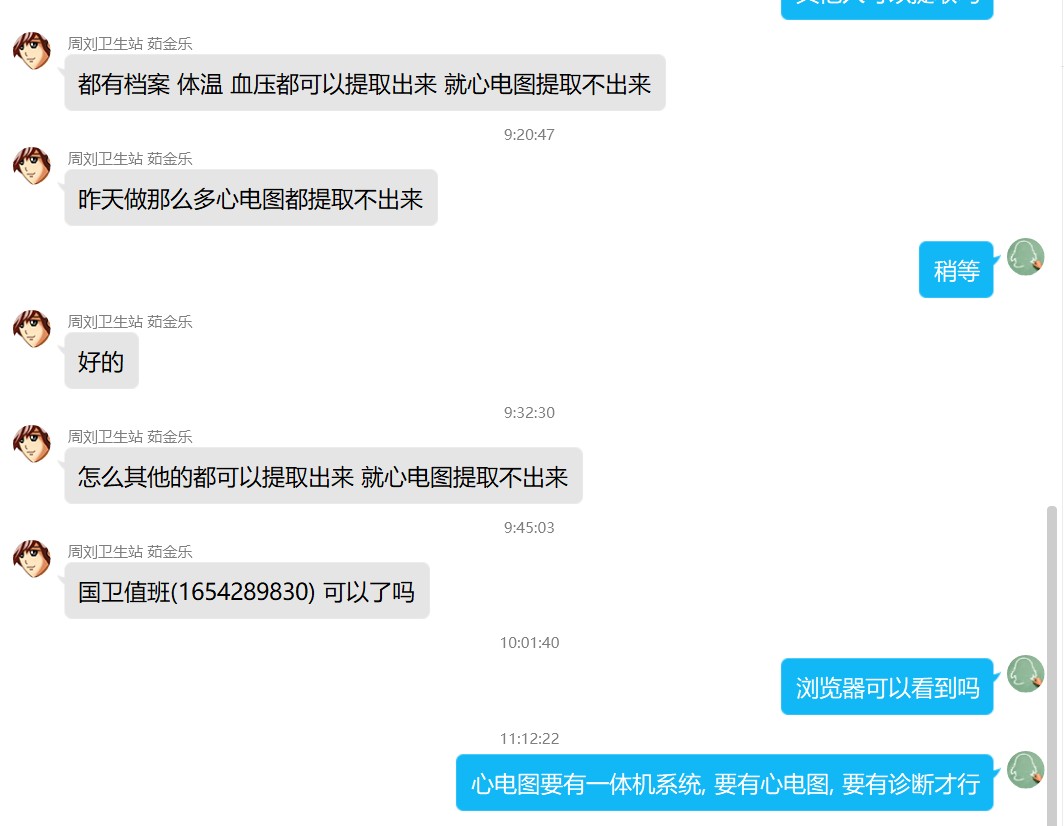 周刘卫生站 茹金乐
都有档案 体温 血压都可以提取出来 就心电图提取不出来
9:20:47
周刘卫生站 茹金乐
昨天做那么多心电图都提取不出来
稍等
周刘卫生站 茹金乐
好的
9:32:30
周刘卫生站 茹金乐
怎么其他的都可以提取出来 就心电图提取不出来
9:45:03
周刘卫生站 茹金乐
国卫值班(1654289830) 可以了吗
10:01:40
浏览器可以看到吗
11:12:22
心电图要有一体机系统, 要有心电图, 要有诊断才行